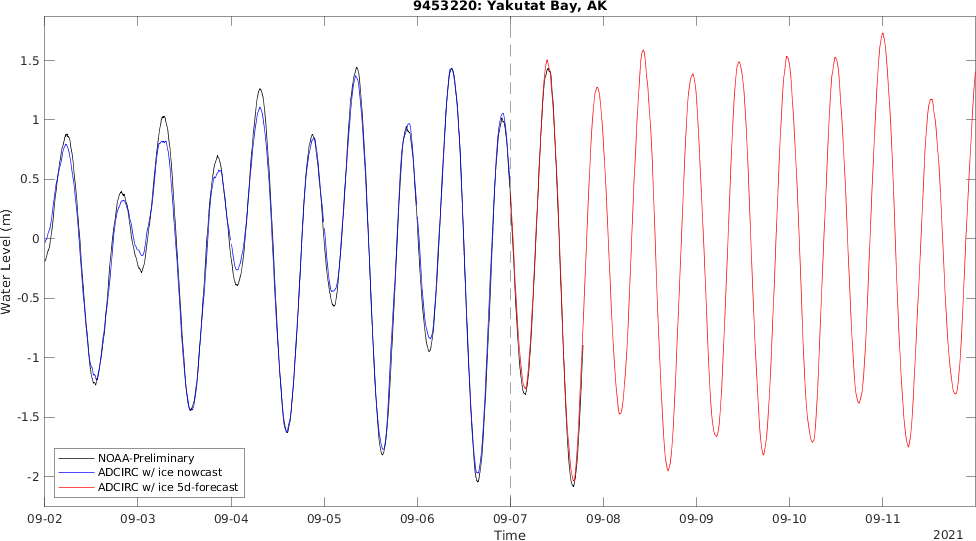 9453220: Yakutat Bay, AK
Water Level (m)
1.5
1
0.5
0
-0.5
-1
-1.5
-2
NOAA-Preliminary
ADCIRC w/ ice nowcast
ADCIRC w/ ice 5d-forecast
09-02 09-03 09-04 09-05 09-06 09-07 09-08 09-09 09-10 09-11
Time
2021